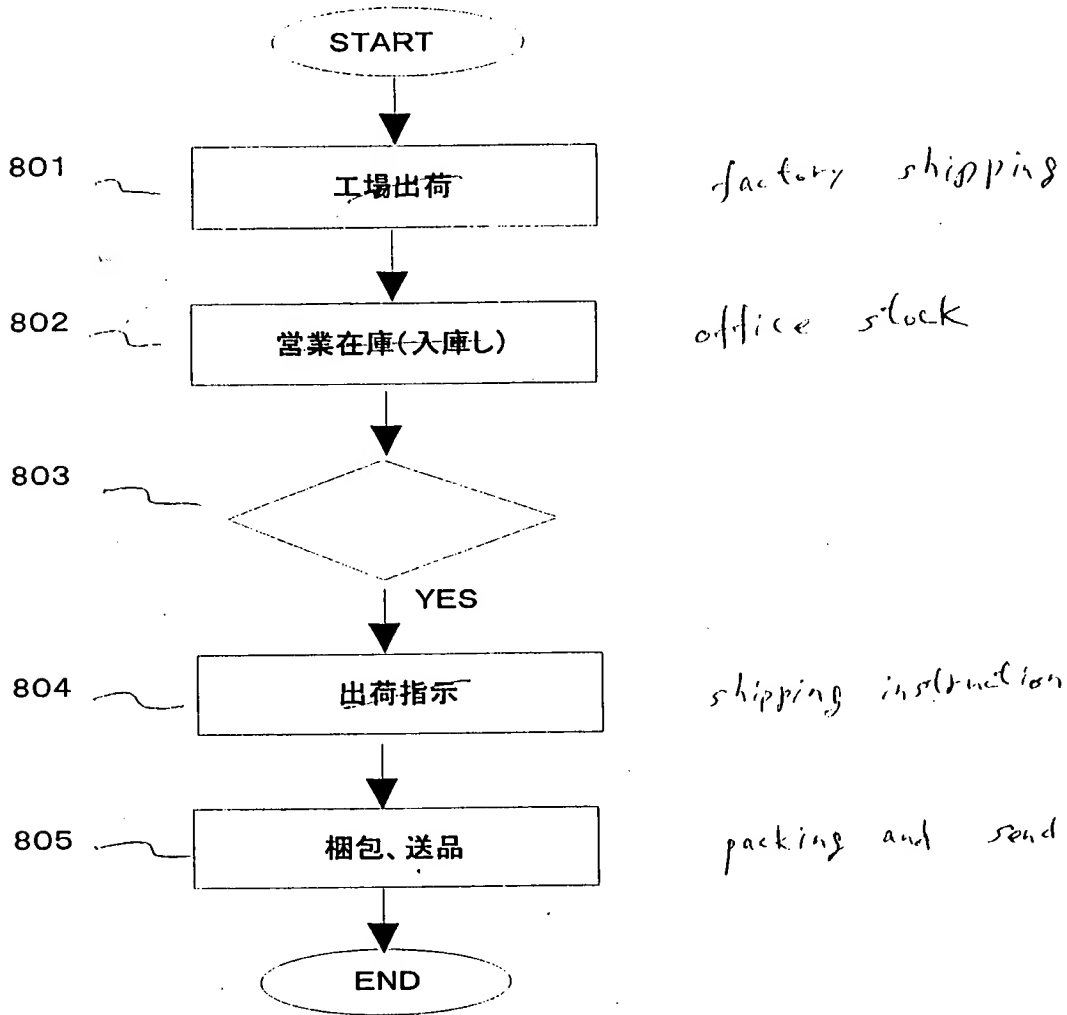 START
801 工場出荷 factory shipping
802 営業在庫(入庫し) office stock
803
YES
804 出荷指示 shipping instruction
805 梱包、送品 packing and send
END